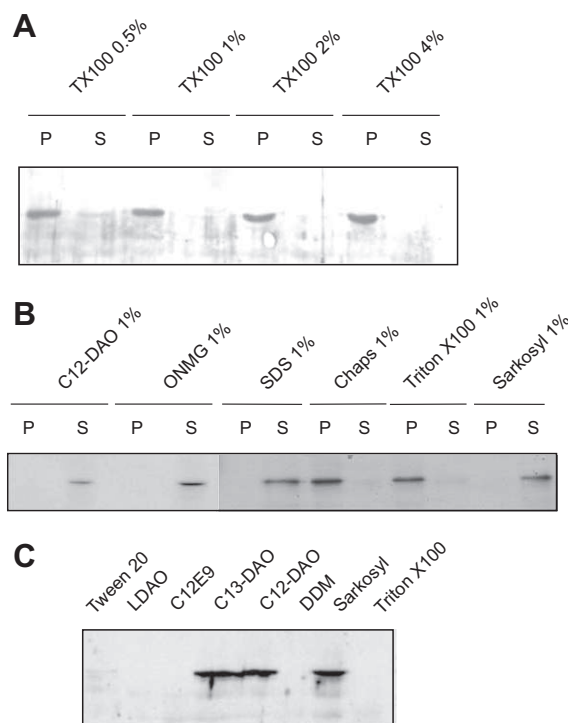 A
TX100 0.5% TX100 1% TX100 2% TX100 4%
P S P S P S P S
B
C12-DAO 1% ONMG 1% SDS 1% Chaps 1% Triton X100 1% Sarkosyl 1%
P S P S P S P S P S P S
C
Tween 20 LDAO C12E9 C13-DAO C12-DAO DDM Sarkosyl Triton X100